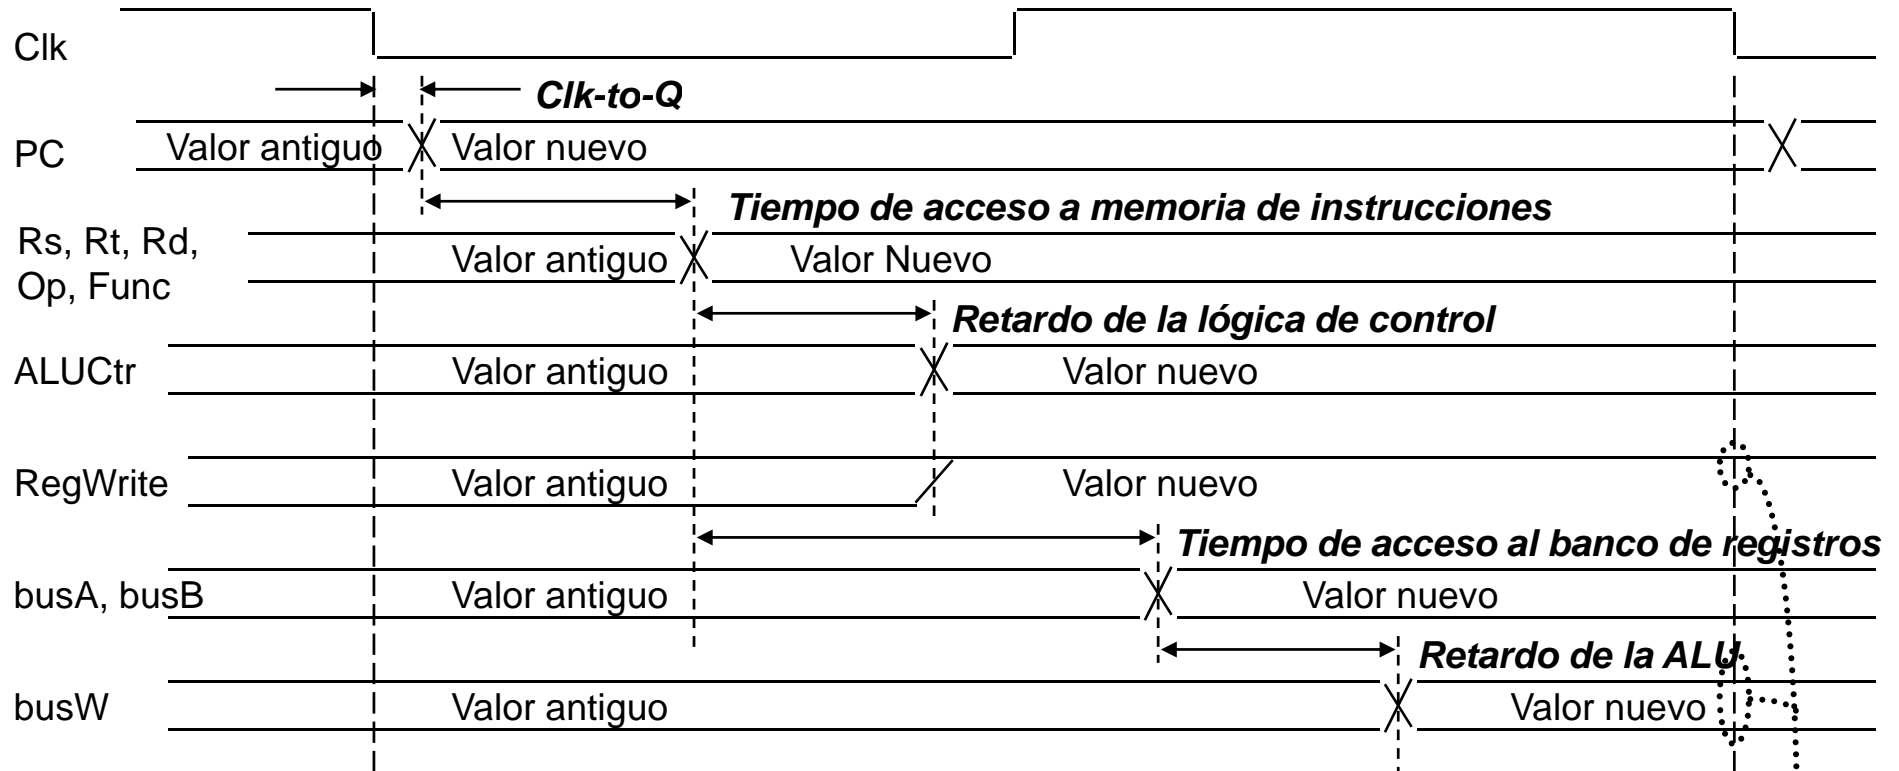 Clk
Clk-to-Q
PC
Valor antiguo
Valor nuevo
Tiempo de acceso a memoria de instrucciones
Rs, Rt, Rd,
Op, Func
Valor antiguo
Valor Nuevo
Retardo de la lógica de control
ALUCtr
Valor antiguo
Valor nuevo
RegWrite
Valor antiguo
Valor nuevo
Tiempo de acceso al banco de registros
busA, busB
Valor antiguo
Valor nuevo
Retardo de la ALU
busW
Valor antiguo
Valor nuevo